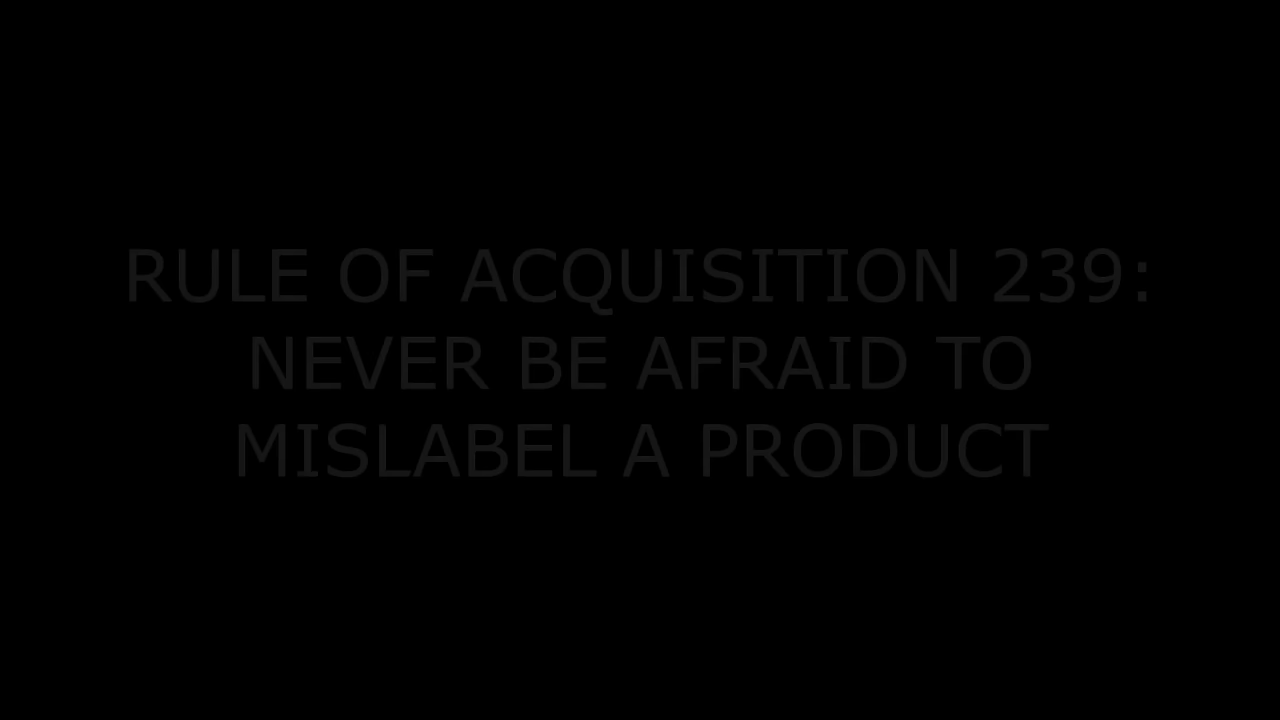 RULE OF ACQUISITION 239:
NEVER BE AFRAID TO
MISLABEL A PRODUCT